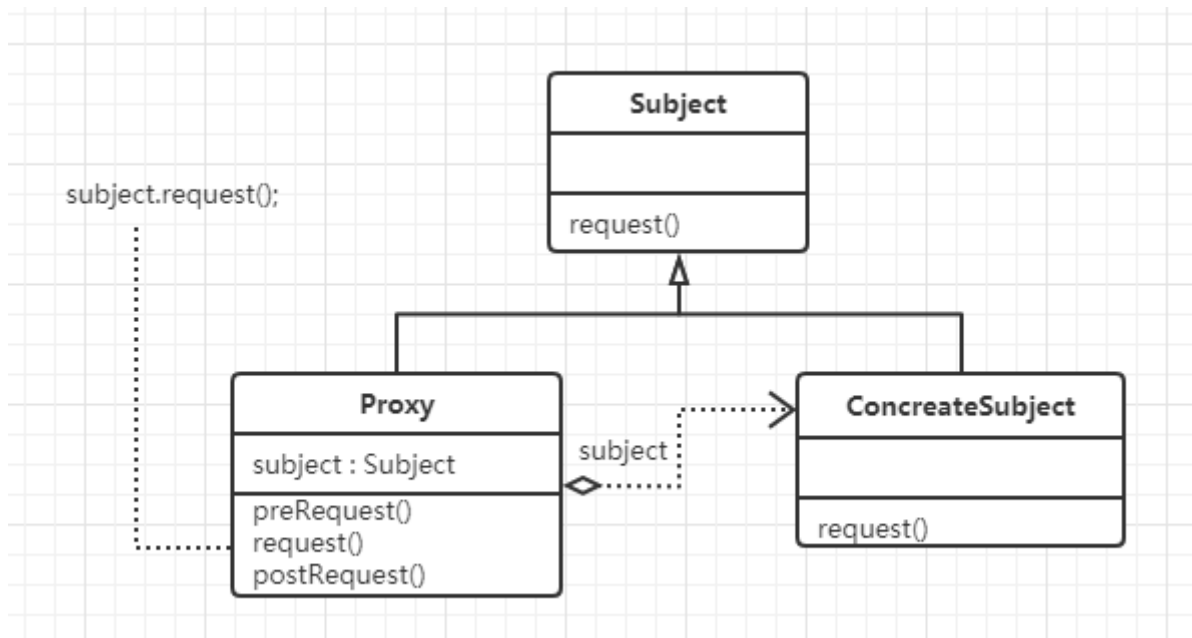 Subject
request()
subject.request();
Proxy
subject : Subject
preRequest()
request()
postRequest()
subject
ConcreateSubject
request()